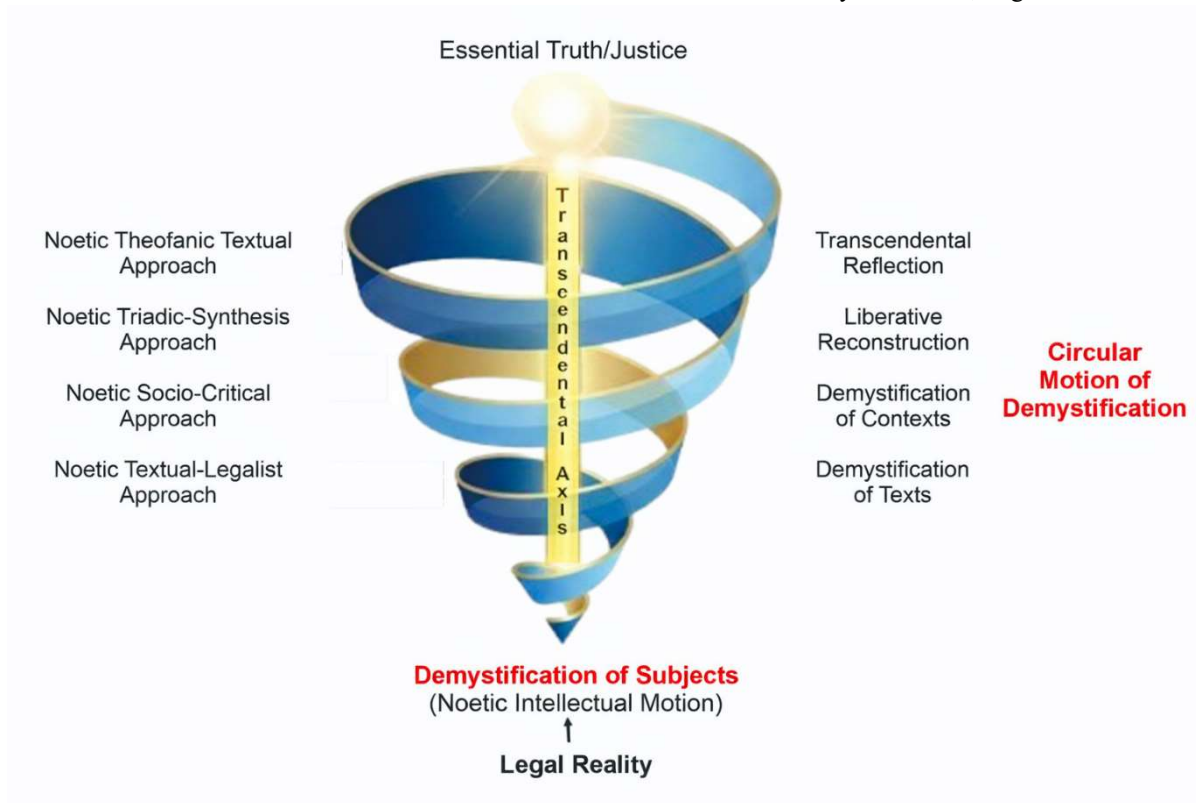 Essential Truth/Justice
Transcendental Axis
Noetic Theofanic Textual
Approach
Noetic Triadic-Synthesis
Approach
Noetic Socio-Critical
Approach
Noetic Textual-Legalist
Approach
Transcendental
Reflection
Liberative
Reconstruction
Demystification
of Contexts
Demystification
of Texts
Circular
Motion of
Demystification
Demystification of Subjects
(Noetic Intellectual Motion)
Legal Reality